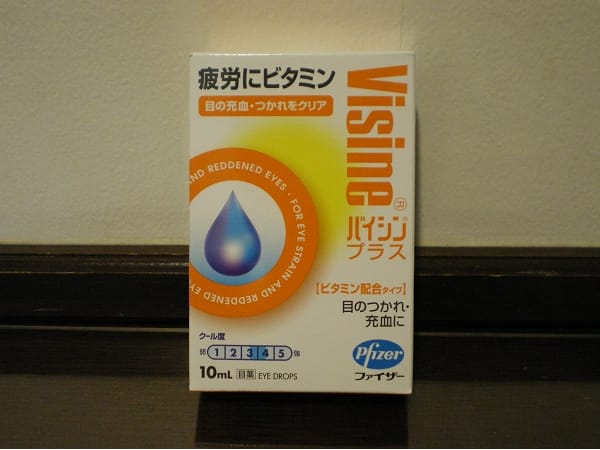 疲労にビタミン
目の充血・つかれをクリア
Visine®
バイシン®
プラス
AND REDDENED EYES · FOR EYE STRAIN AND REDDENED EYE
【ビタミン配合タイプ】
目のつかれ・
充血に
クール度
弱 1 2 3 4 5 強
Pfizer
ファイザー
10mL 目薬 EYE DROPS